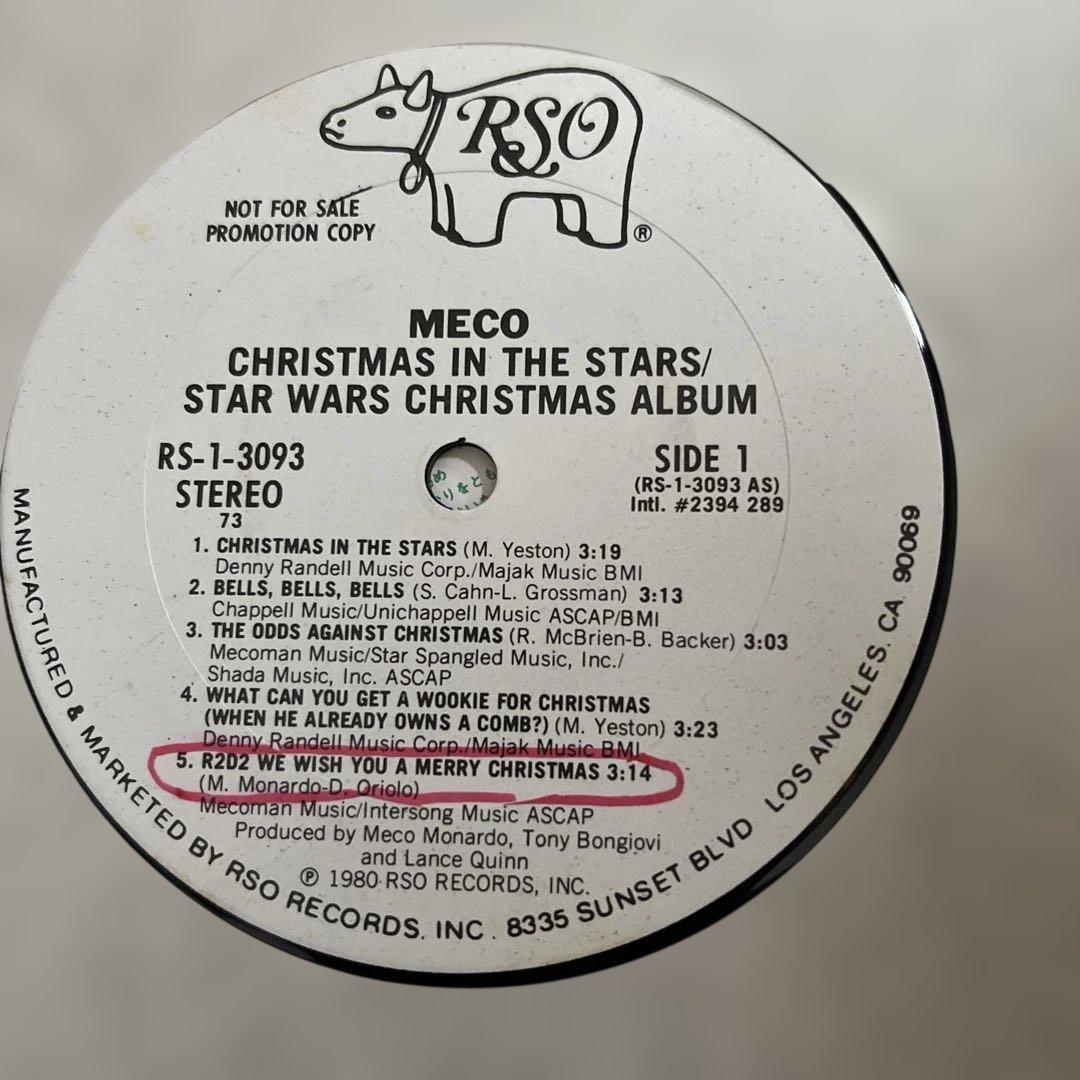 RSO
®
NOT FOR SALE
PROMOTION COPY
MECO
CHRISTMAS IN THE STARS/
STAR WARS CHRISTMAS ALBUM
RS-1-3093
STEREO
73
SIDE 1
(RS-1-3093 AS)
Intl. #2394 289
1. CHRISTMAS IN THE STARS (M. Yeston) 3:19
Denny Randell Music Corp./Majak Music BMI
2. BELLS, BELLS, BELLS (S. Cahn-L. Grossman) 3:13
Chappell Music/Unichappell Music ASCAP/BMI
3. THE ODDS AGAINST CHRISTMAS (R. McBrien-B. Backer) 3:03
Mecoman Music/Star Spangled Music, Inc./
Shada Music, Inc. ASCAP
4. WHAT CAN YOU GET A WOOKIE FOR CHRISTMAS
(WHEN HE ALREADY OWNS A COMB?) (M. Yeston) 3:23
Denny Randell Music Corp./Majak Music BMI
5. R2D2 WE WISH YOU A MERRY CHRISTMAS 3:14
(M. Monardo-D. Oriolo)
Mecoman Music/Intersong Music ASCAP
Produced by Meco Monardo, Tony Bongiovi
and Lance Quinn
℗ 1980 RSO RECORDS, INC.
MANUFACTURED & MARKETED BY RSO RECORDS. INC. 8335 SUNSET BLVD LOS ANGELES. CA. 90069